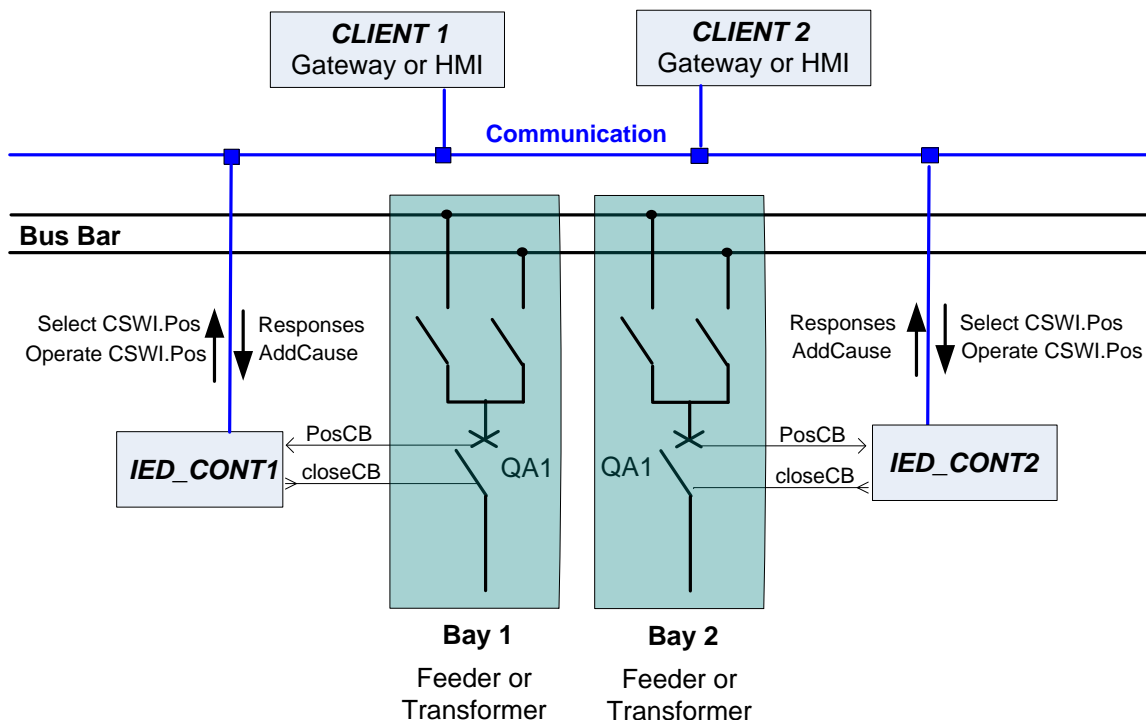 CLIENT 1
Gateway or HMI
CLIENT 2
Gateway or HMI
Communication
Bus Bar
Select CSWI.Pos
Operate CSWI.Pos
Responses
AddCause
Responses
AddCause
Select CSWI.Pos
Operate CSWI.Pos
IED_CONT1
PosCB
closeCB
QA1
QA1
PosCB
closeCB
IED_CONT2
Bay 1
Feeder or
Transformer
Bay 2
Feeder or
Transformer